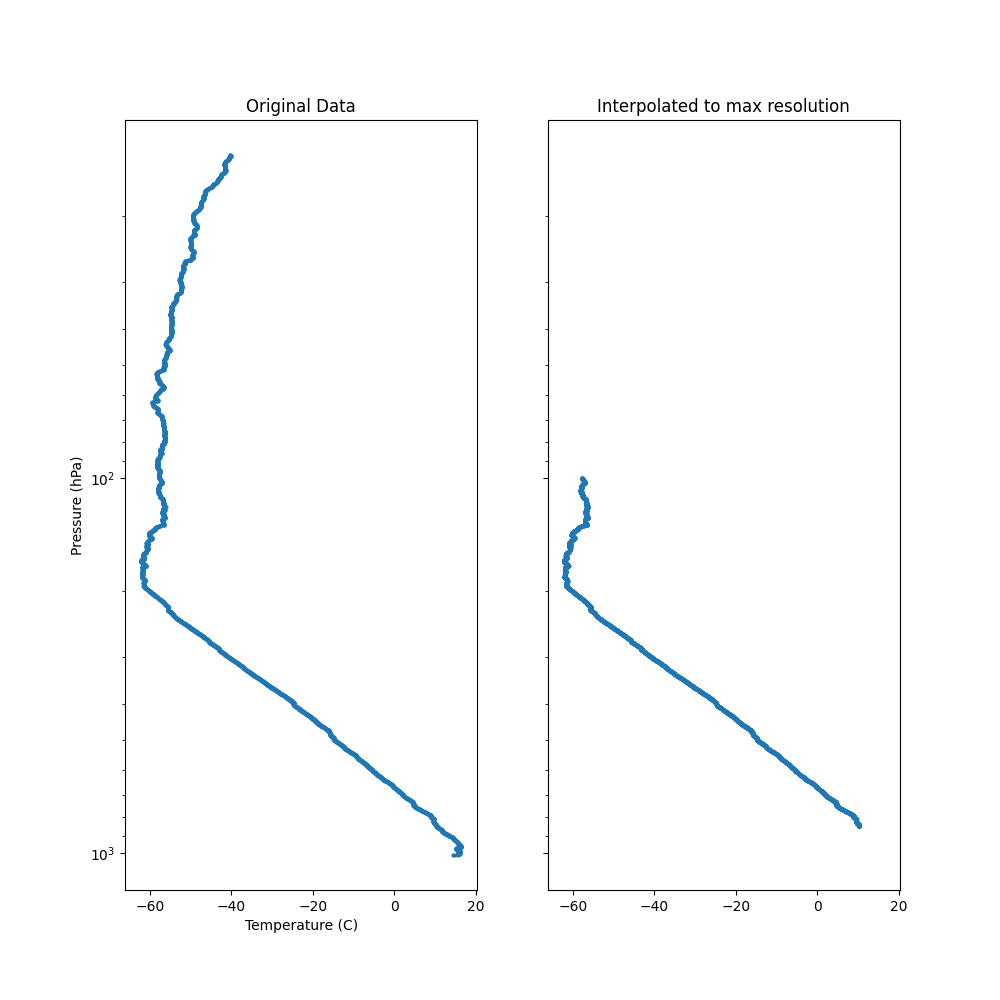 Original Data
Interpolated to max resolution
Pressure (hPa)
10²
10³
−60 −40 −20 0 20
Temperature (C)
−60 −40 −20 0 20